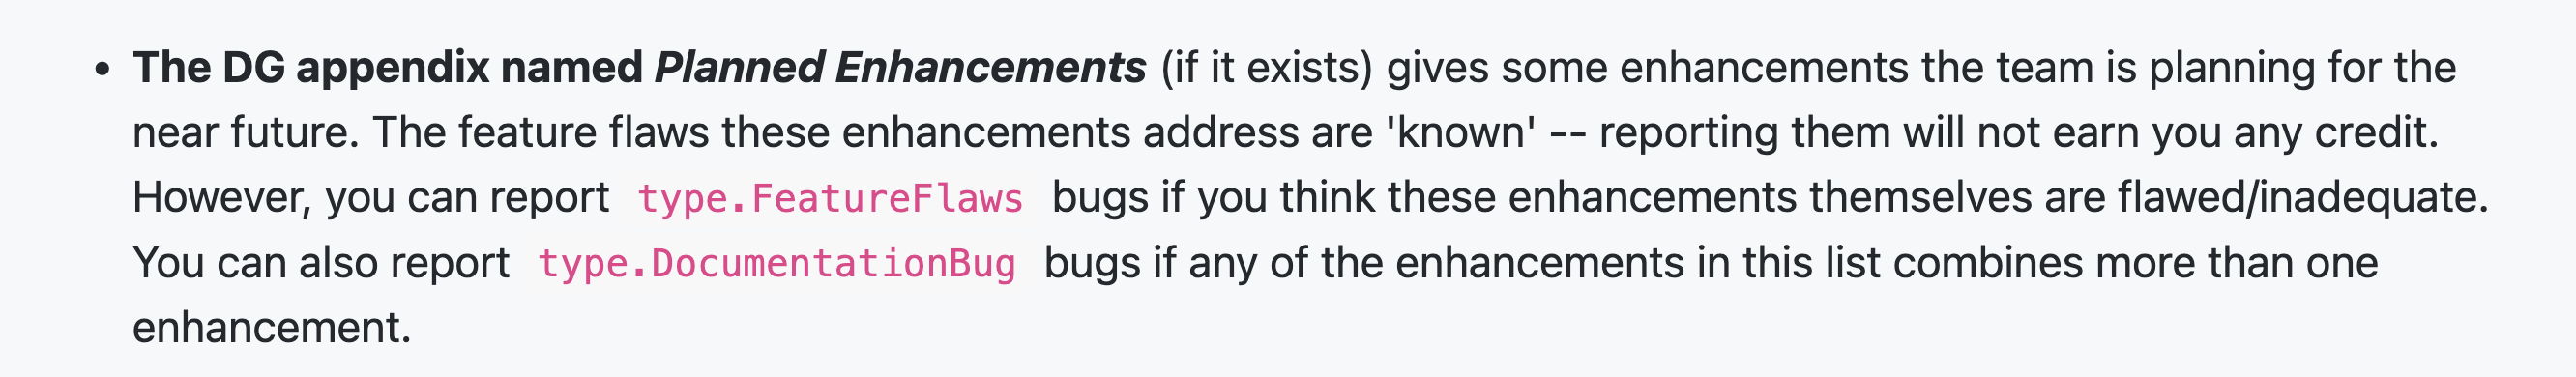 • The DG appendix named Planned Enhancements (if it exists) gives some enhancements the team is planning for the
near future. The feature flaws these enhancements address are 'known' -- reporting them will not earn you any credit.
However, you can report type.FeatureFlaws bugs if you think these enhancements themselves are flawed/inadequate.
You can also report type.DocumentationBug bugs if any of the enhancements in this list combines more than one
enhancement.